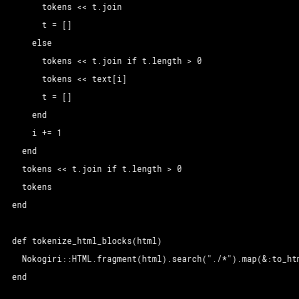 tokens << t.join
t = []
else
tokens << t.join if t.length > 0
tokens << text[i]
t = []
end
i += 1
end
tokens << t.join if t.length > 0
tokens
end
def tokenize_html_blocks(html)
Nokogiri::HTML.fragment(html).search("./*").map(&:to_htm
end